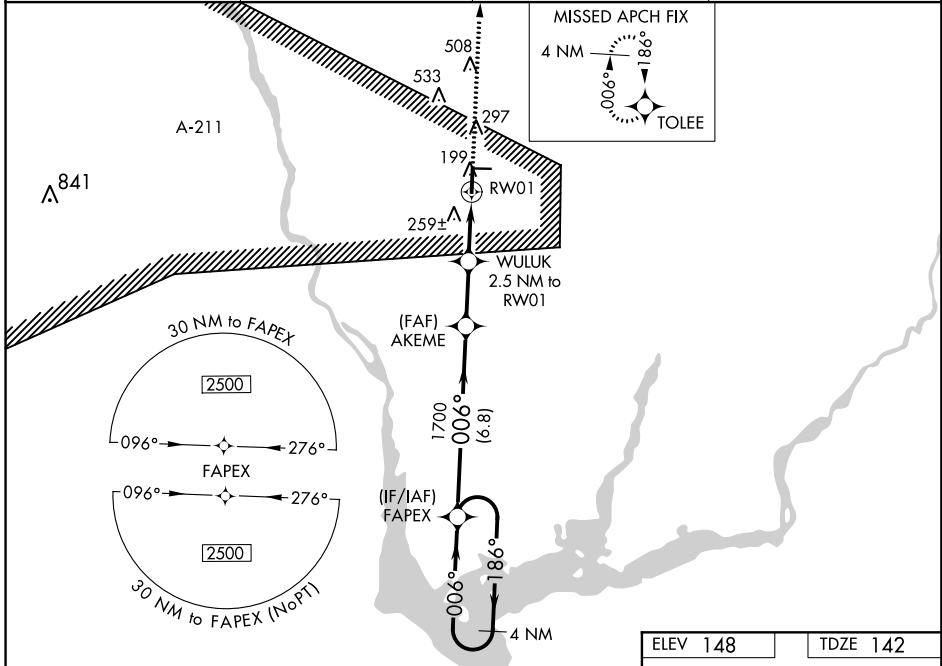 MISSED APCH FIX
4 NM
186°
006°
TOLEE
508
533
297
A-211
199
RW01
841
259±
WULUK
2.5 NM to
RW01
(FAF)
AKEME
30 NM to FAPEX
2500
096°
276°
FAPEX
096°
276°
2500
30 NM to FAPEX (NoPT)
1700
006°
(6.8)
(IF/IAF)
FAPEX
006°
186°
4 NM
ELEV 148
TDZE 142